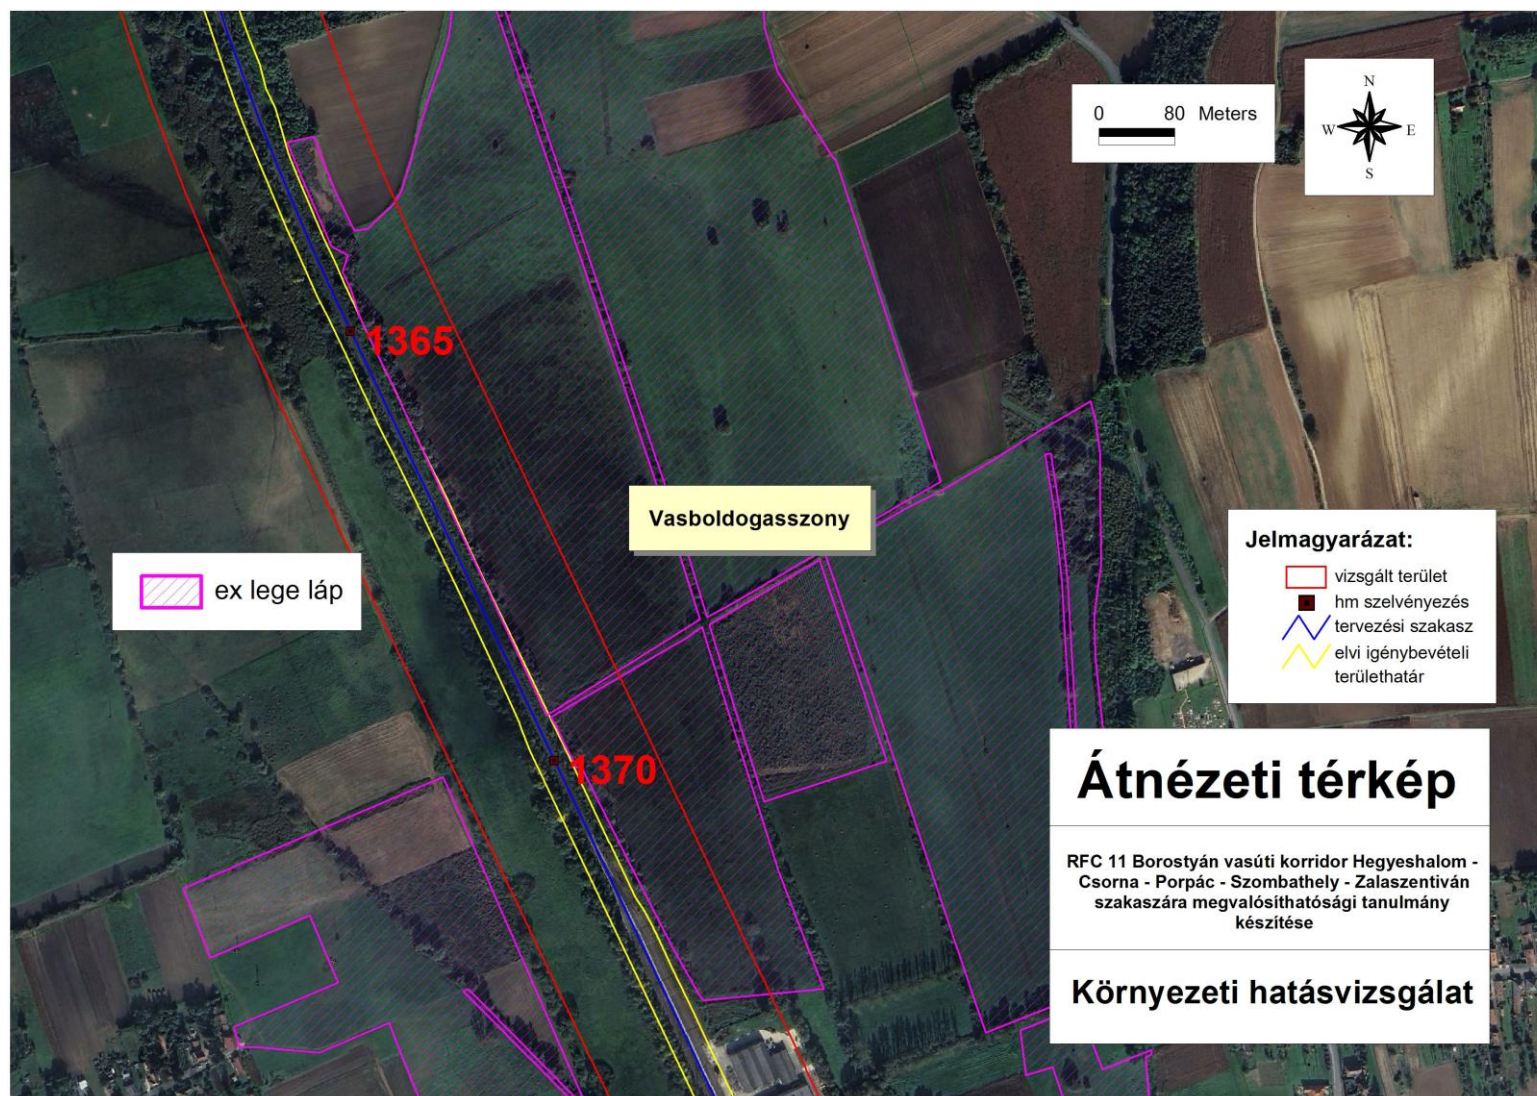 0 80 Meters
N
W E
S
1365
Vasboldogasszony
ex lege láp
Jelmagyarázat:
vizsgált terület
hm szelvényezés
tervezési szakasz
elvi igénybevételi
területhatár
1370
Átnézeti térkép
RFC 11 Borostyán vasúti korridor Hegyeshalom -
Csorna - Porpác - Szombathely - Zalaszentiván
szakaszára megvalósíthatósági tanulmány
készítése
Környezeti hatásvizsgálat